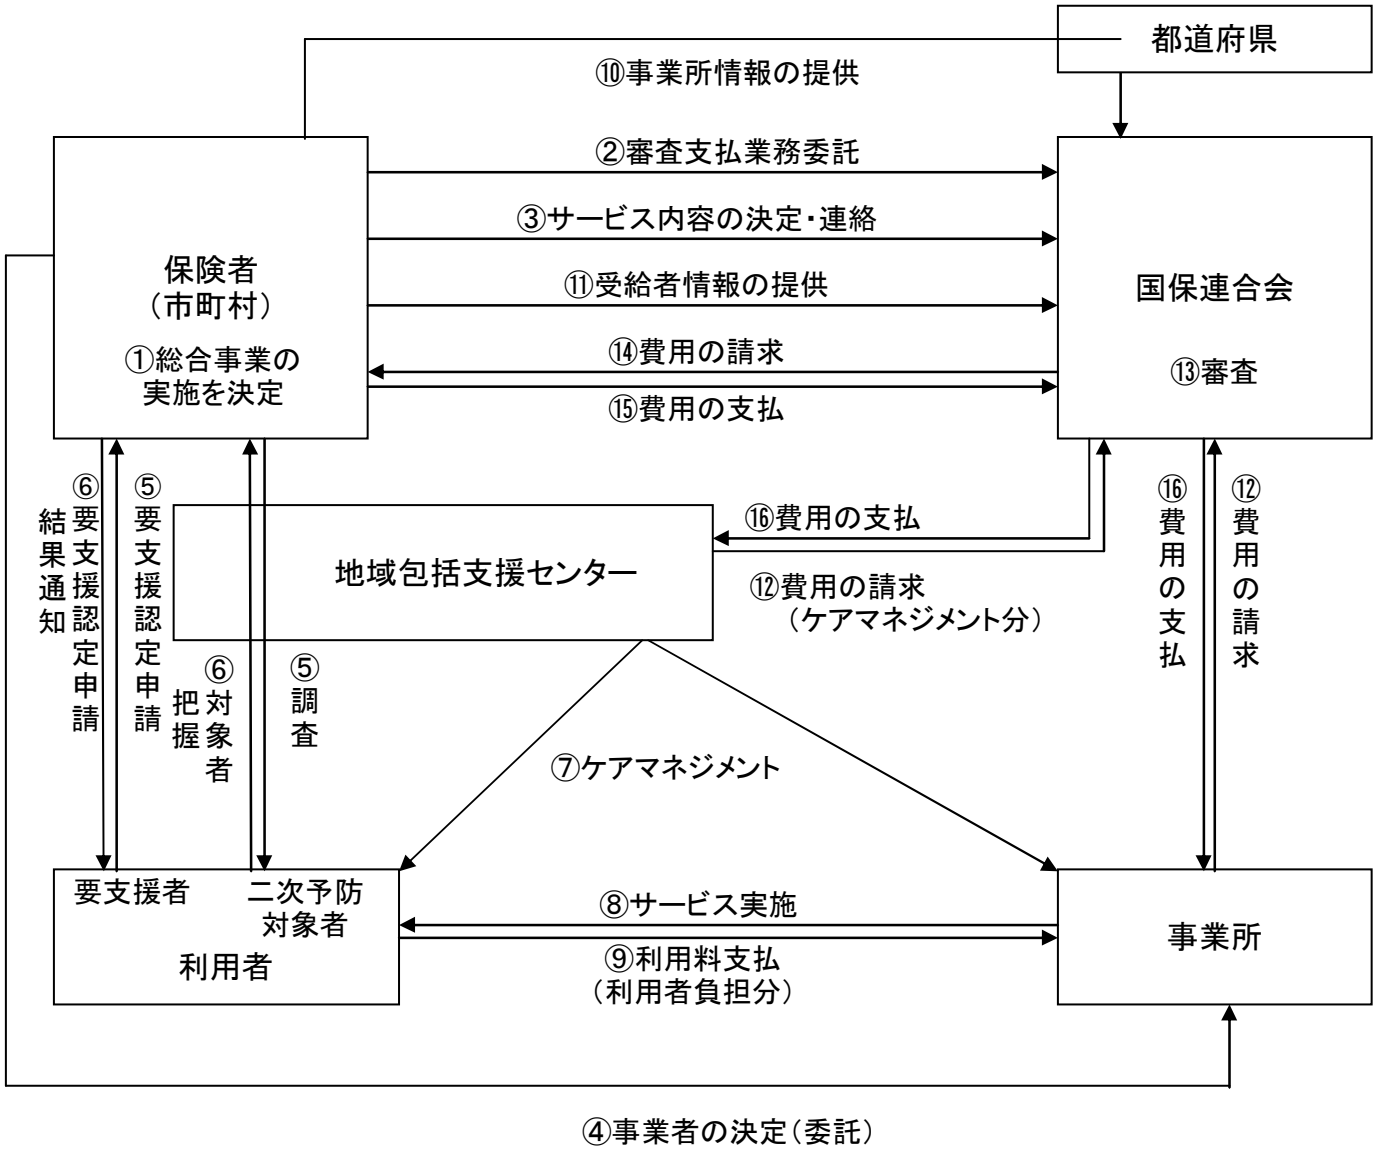 都道府県
⑩事業所情報の提供
②審査支払業務委託
③サービス内容の決定・連絡
保険者
（市町村）
①総合事業の
実施を決定
⑪受給者情報の提供
国保連合会
⑭費用の請求
⑬審査
⑮費用の支払
⑥要支援認定申請
結果通知
⑤要支援認定申請
⑥対象者
把握
⑤調査
地域包括支援センター
⑯費用の支払
⑫費用の請求
（ケアマネジメント分）
⑯費用の支払
⑫費用の請求
⑦ケアマネジメント
要支援者
二次予防
対象者
利用者
⑧サービス実施
⑨利用料支払
（利用者負担分）
事業所
④事業者の決定（委託）